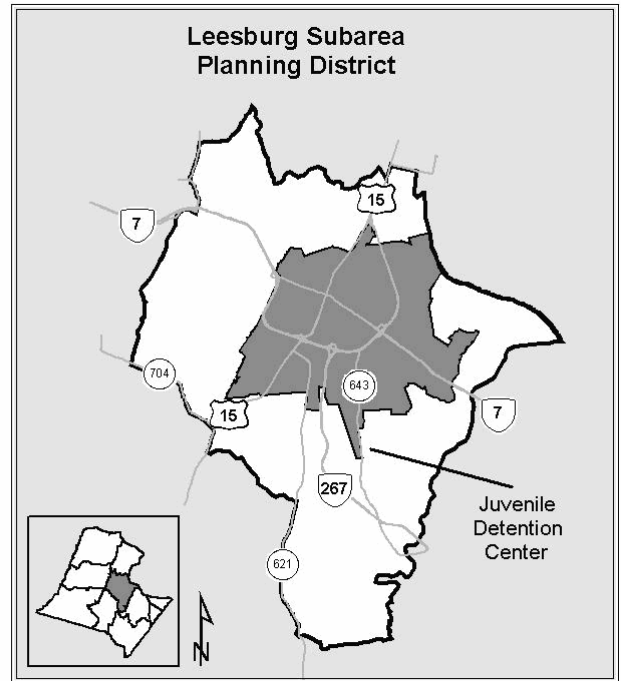 Leesburg Subarea
Planning District
15
7
704
643
15
7
267
Juvenile
Detention
Center
621
N